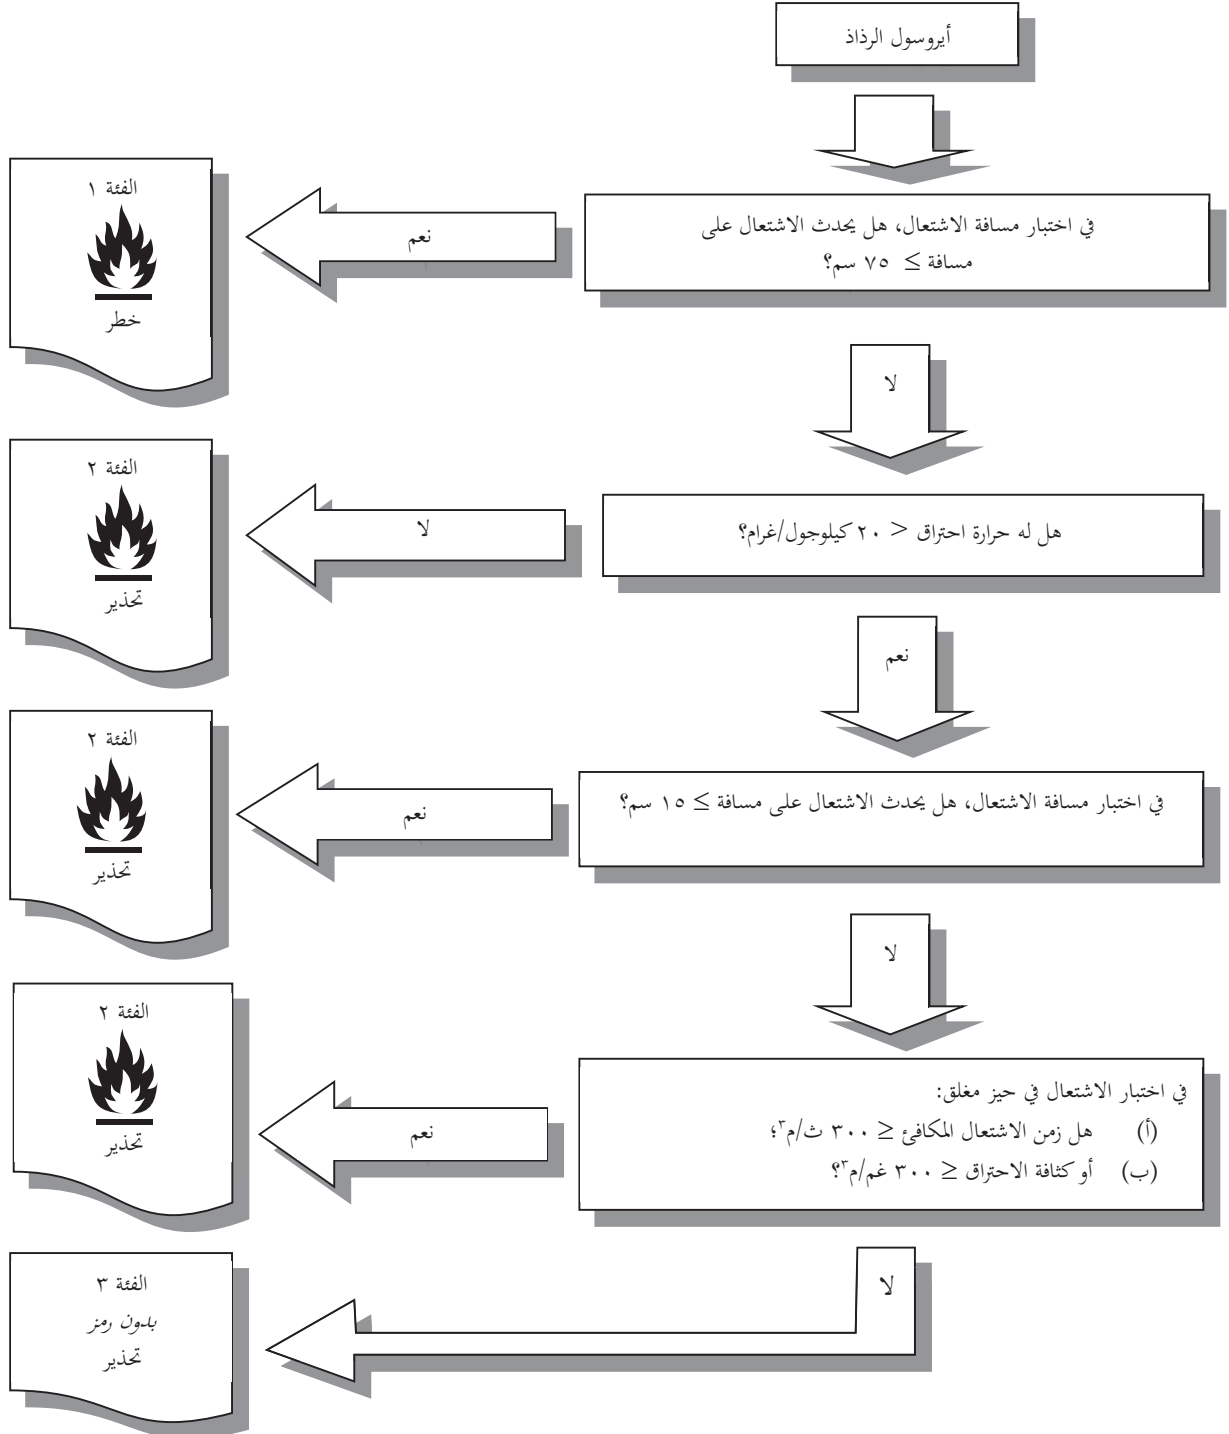 أيروسول الرذاذ
في اختبار مسافة الاشتعال، هل يحدث الاشتعال على
مسافة ≥ ٧٥ سم؟
نعم
الفئة ١
خطر
لا
هل له حرارة احتراق > ٢٠ كيلوجول/غرام؟
لا
الفئة ٢
تحذير
نعم
في اختبار مسافة الاشتعال، هل يحدث الاشتعال على مسافة ≥ ١٥ سم؟
نعم
الفئة ٢
تحذير
لا
في اختبار الاشتعال في حيز مغلق:
(أ) هل زمن الاشتعال المكافئ ≤ ٣٠٠ ث/م٣؛
(ب) أو كثافة الاحتراق ≤ ٣٠٠ غم/م٣؟
نعم
الفئة ٢
تحذير
لا
الفئة ٣
بدون رمز
تحذير